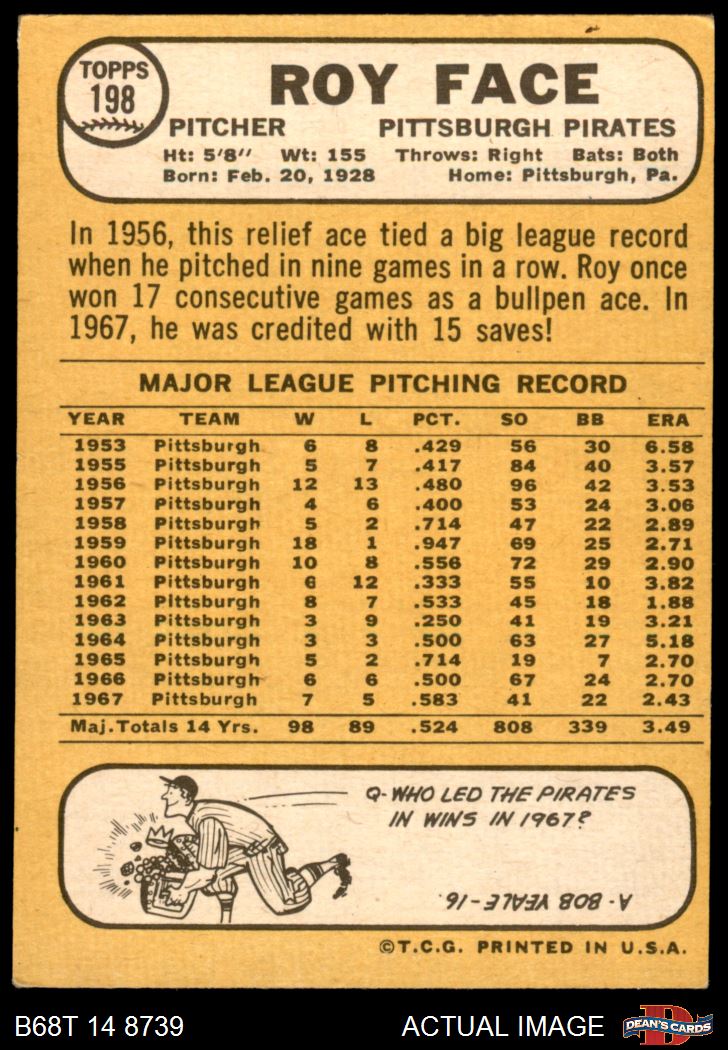 TOPPS
198
ROY FACE
PITCHER PITTSBURGH PIRATES
Ht: 5'8" Wt: 155 Throws: Right Bats: Both
Born: Feb. 20, 1928 Home: Pittsburgh, Pa.
In 1956, this relief ace tied a big league record
when he pitched in nine games in a row. Roy once
won 17 consecutive games as a bullpen ace. In
1967, he was credited with 15 saves!
MAJOR LEAGUE PITCHING RECORD
YEAR TEAM W L PCT. SO BB ERA
1953 Pittsburgh 6 8 .429 56 30 6.58
1955 Pittsburgh 5 7 .417 84 40 3.57
1956 Pittsburgh 12 13 .480 96 42 3.53
1957 Pittsburgh 4 6 .400 53 24 3.06
1958 Pittsburgh 5 2 .714 47 22 2.89
1959 Pittsburgh 18 1 .947 69 25 2.71
1960 Pittsburgh 10 8 .556 72 29 2.90
1961 Pittsburgh 6 12 .333 55 10 3.82
1962 Pittsburgh 8 7 .533 45 18 1.88
1963 Pittsburgh 3 9 .250 41 19 3.21
1964 Pittsburgh 3 3 .500 63 27 5.18
1965 Pittsburgh 5 2 .714 19 7 2.70
1966 Pittsburgh 6 6 .500 67 24 2.70
1967 Pittsburgh 7 5 .583 41 22 2.43
Maj. Totals 14 Yrs. 98 89 .524 808 339 3.49
Q-WHO LED THE PIRATES
IN WINS IN 1967?
A-BOB VEALE-16.
©T.C.G. PRINTED IN U.S.A.
B68T 14 8739 ACTUAL IMAGE
D
DEAN'S CARDS